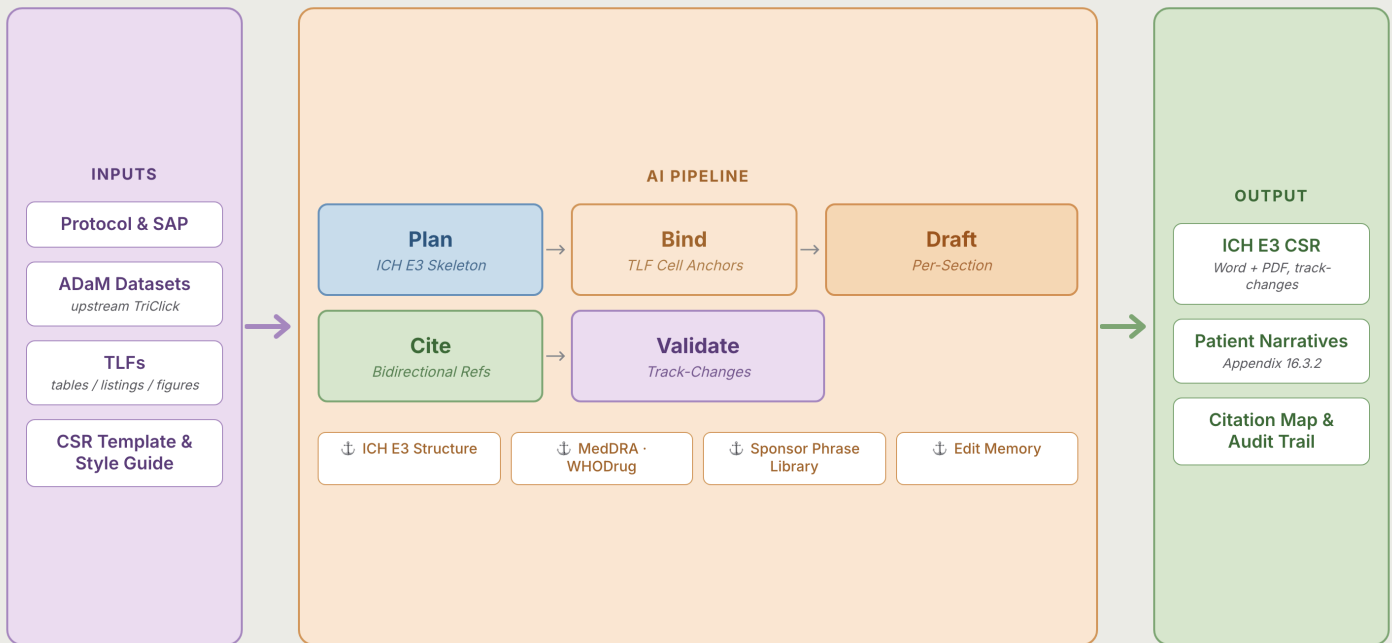 INPUTS
Protocol & SAP
ADaM Datasets
upstream TriClick
TLFs
tables / listings / figures
CSR Template &
Style Guide
AI PIPELINE
Plan
ICH E3 Skeleton
→
Bind
TLF Cell Anchors
→
Draft
Per-Section
Cite
Bidirectional Refs
→
Validate
Track-Changes
⚓ ICH E3 Structure
⚓ MedDRA ·
WHODrug
⚓ Sponsor Phrase
Library
⚓ Edit Memory
OUTPUT
ICH E3 CSR
Word + PDF, track-
changes
Patient Narratives
Appendix 16.3.2
Citation Map &
Audit Trail